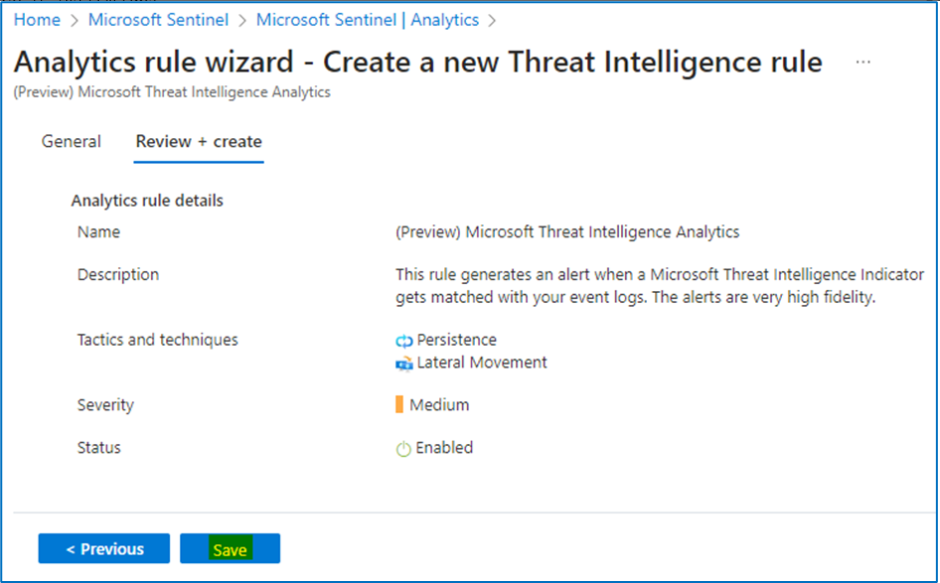 Home > Microsoft Sentinel > Microsoft Sentinel | Analytics >
Analytics rule wizard - Create a new Threat Intelligence rule ...
(Preview) Microsoft Threat Intelligence Analytics
General Review + create
Analytics rule details
Name (Preview) Microsoft Threat Intelligence Analytics
Description This rule generates an alert when a Microsoft Threat Intelligence Indicator
gets matched with your event logs. The alerts are very high fidelity.
Tactics and techniques Persistence
Lateral Movement
Severity Medium
Status Enabled
< Previous Save